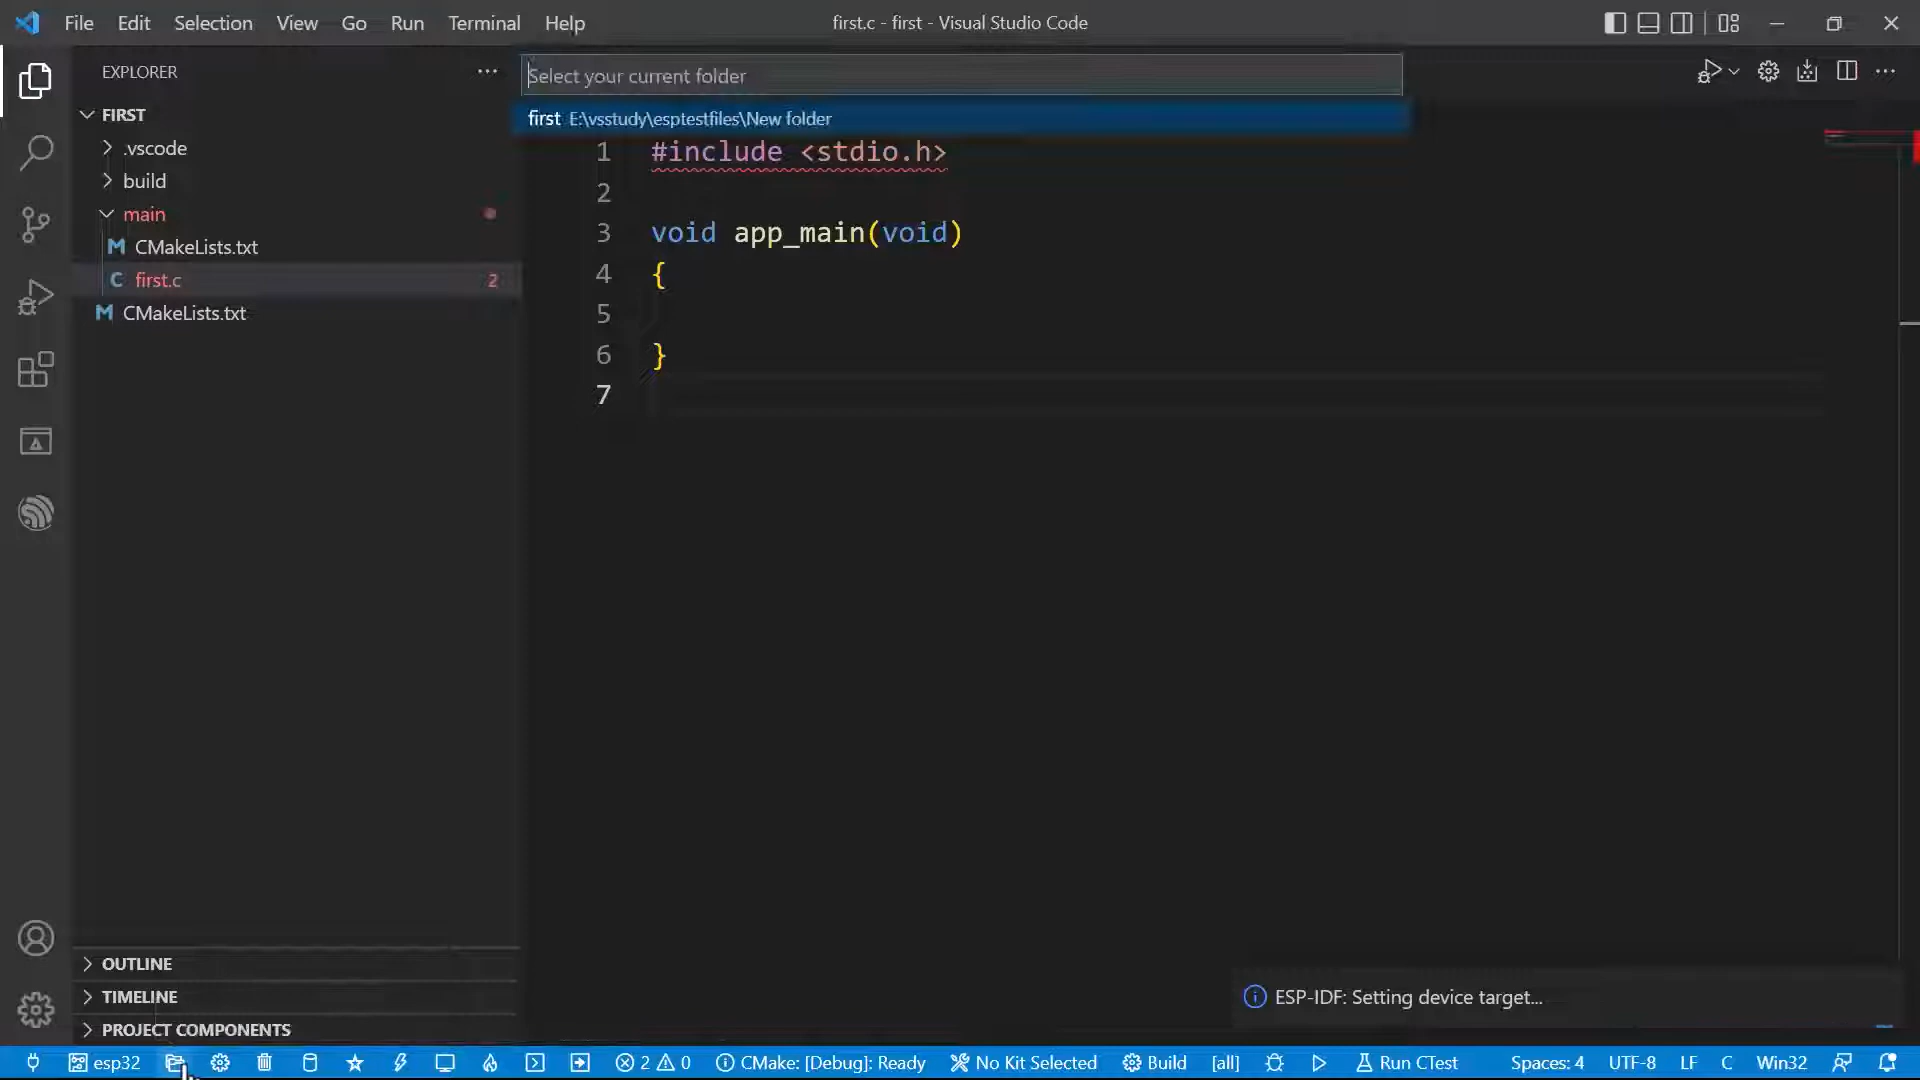 File Edit Selection View Go Run Terminal Help
first.c - first - Visual Studio Code
EXPLORER
Select your current folder
first E:\vsstudy\esptestfiles\New folder
FIRST
.vscode
build
main
CMakeLists.txt
first.c 2
CMakeLists.txt
1 #include <stdio.h>
2
3 void app_main(void)
4 {
5
6 }
7
OUTLINE
TIMELINE
PROJECT COMPONENTS
ESP-IDF: Setting device target...
esp32 2 0 CMake: [Debug]: Ready No Kit Selected Build [all] Run CTest Spaces: 4 UTF-8 LF C Win32